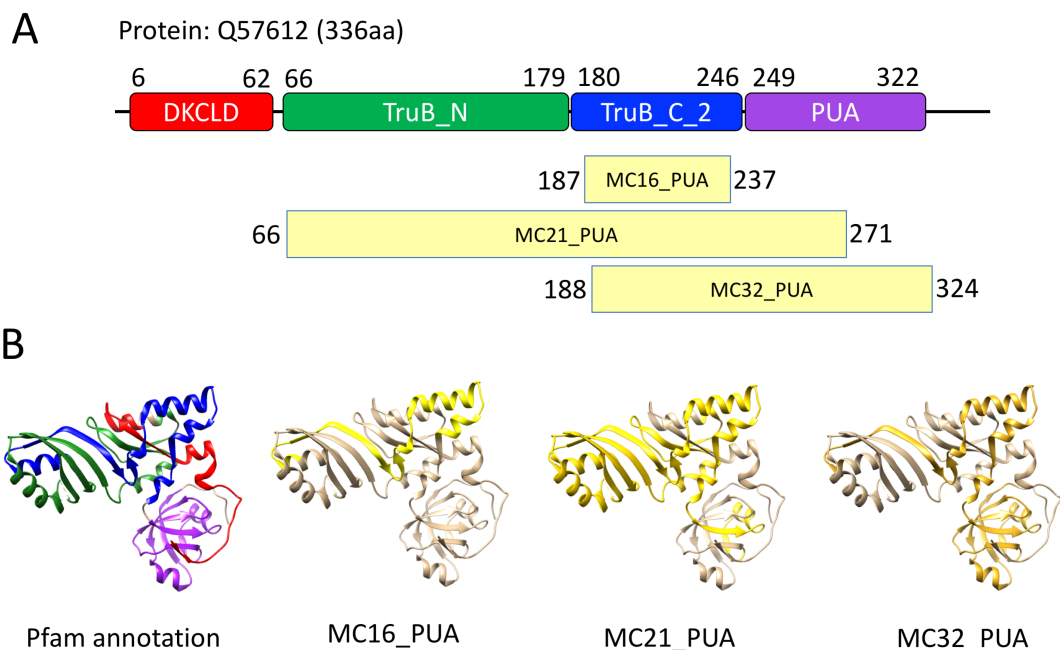 A
Protein: Q57612 (336aa)
6 62 66 179 180 246 249 322
DKCLD TruB_N TruB_C_2 PUA
187 MC16_PUA 237
66 MC21_PUA 271
188 MC32_PUA 324
B
Pfam annotation MC16_PUA MC21_PUA MC32_PUA